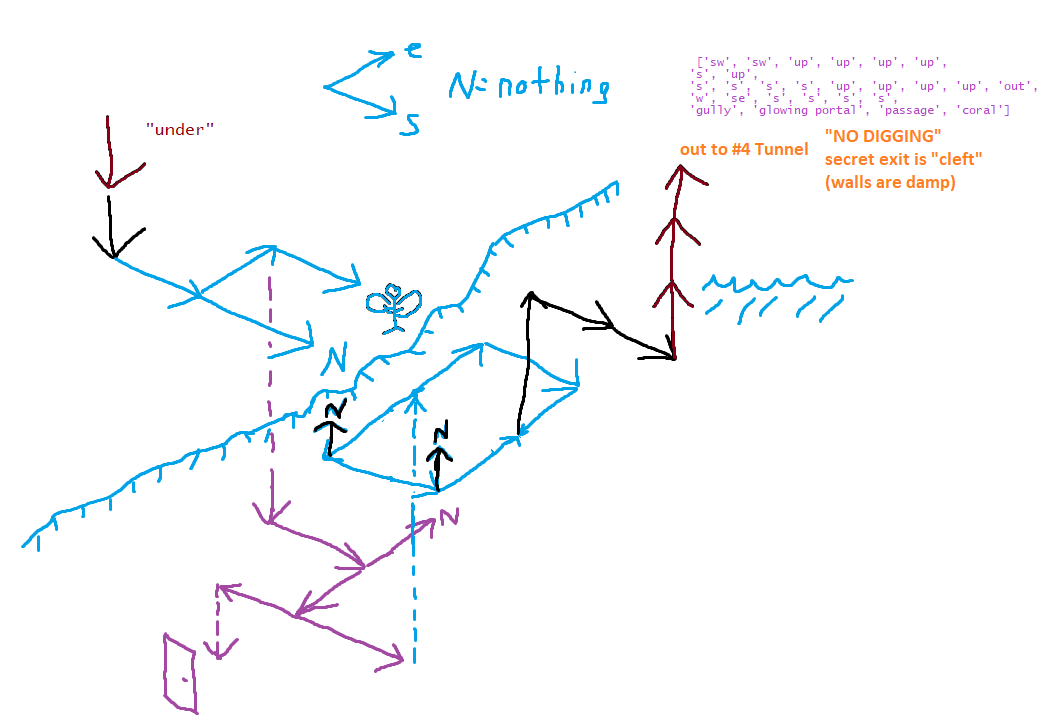 e
N=nothing
s
['sw', 'sw', 'up', 'up', 'up', 'up',
's', 'up',
's', 's', 's', 's', 'up', 'up', 'up', 'up', 'out',
'w', 'se', 's', 's', 's', 's',
'gully', 'glowing portal', 'passage', 'coral']
"under"
out to #4 Tunnel
"NO DIGGING"
secret exit is "cleft"
(walls are damp)
N
N
N
N